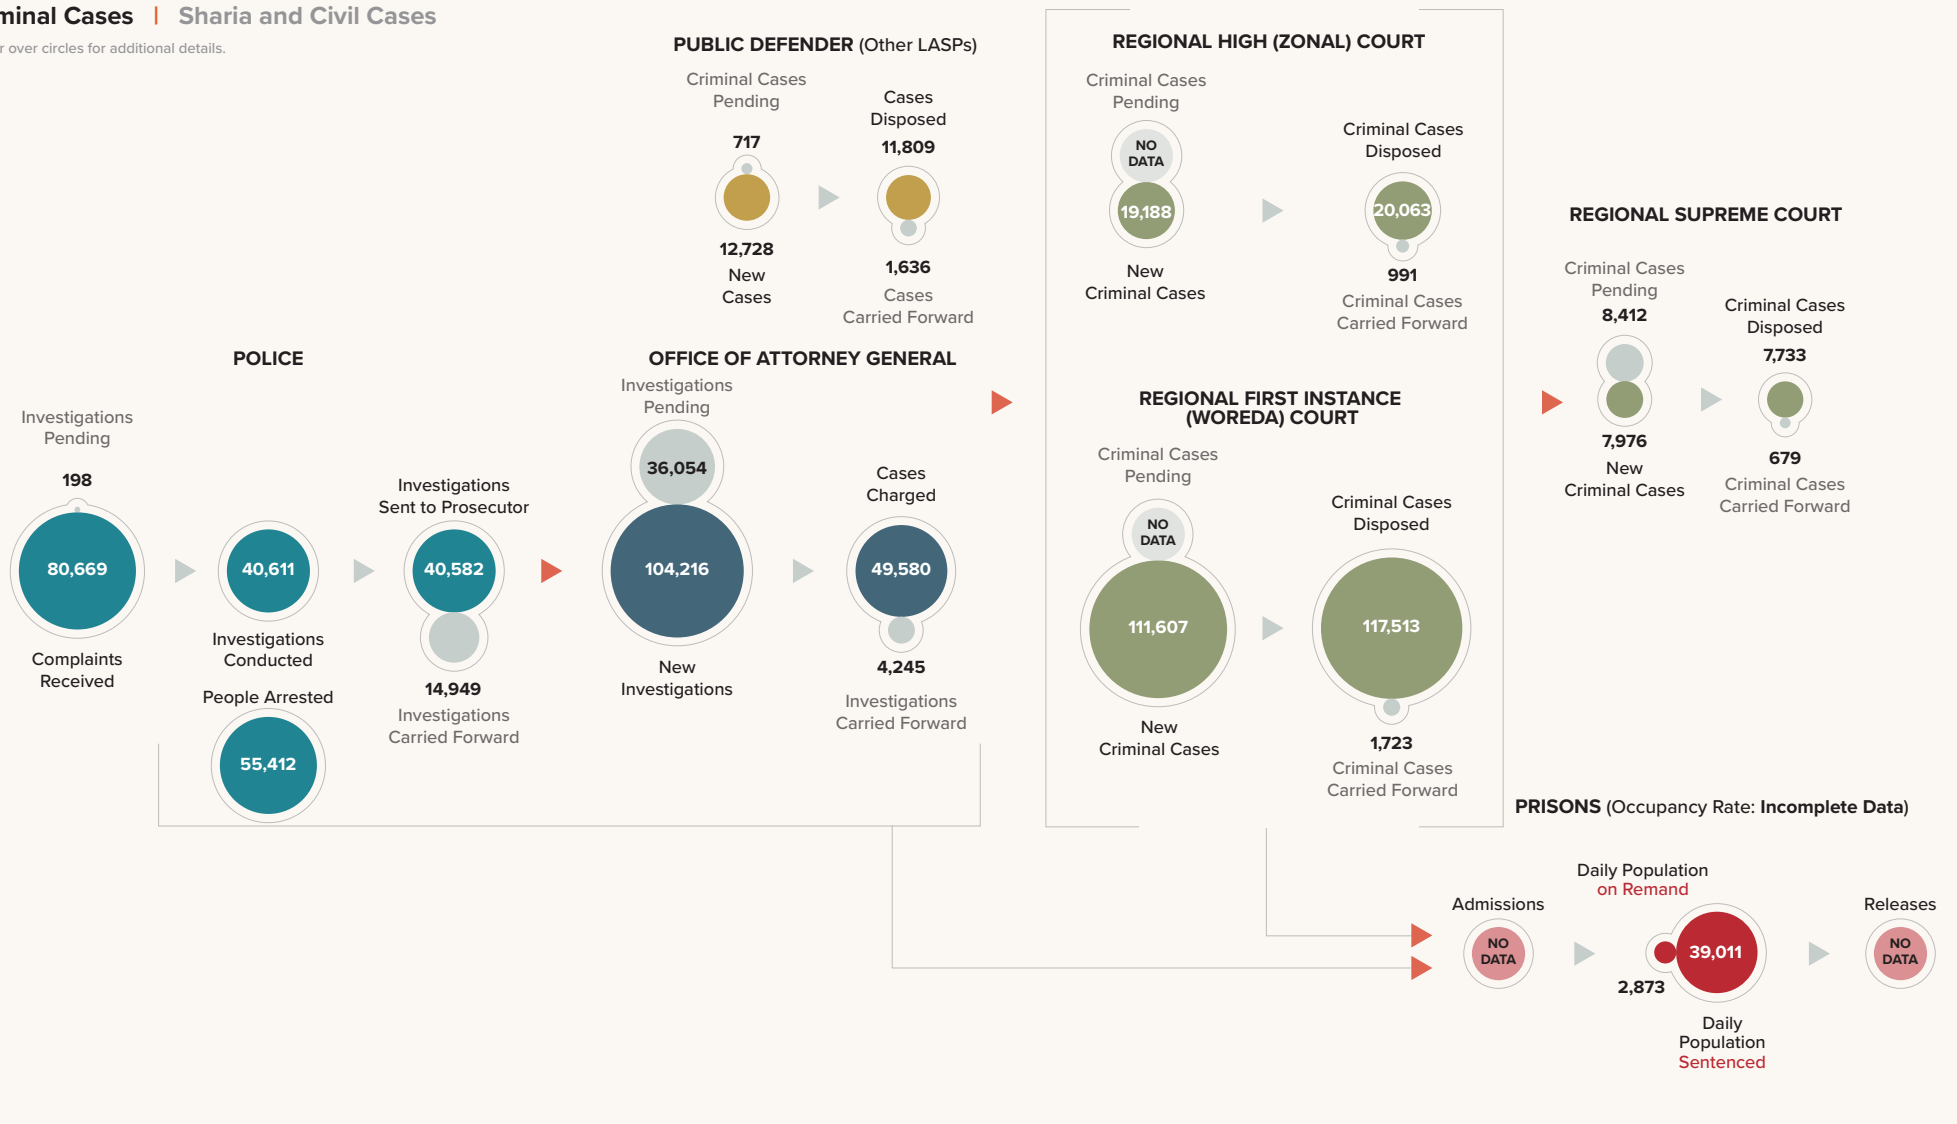 minal Cases | Sharia and Civil Cases
r over circles for additional details.
PUBLIC DEFENDER (Other LASPs)
Criminal Cases
Pending
717
12,728
New
Cases
Cases
Disposed
11,809
1,636
Cases
Carried Forward
POLICE
Investigations
Pending
198
80,669
Complaints
Received
40,611
Investigations
Conducted
People Arrested
55,412
Investigations
Sent to Prosecutor
40,582
14,949
Investigations
Carried Forward
OFFICE OF ATTORNEY GENERAL
Investigations
Pending
36,054
104,216
New
Investigations
Cases
Charged
49,580
4,245
Investigations
Carried Forward
REGIONAL HIGH (ZONAL) COURT
Criminal Cases
Pending
NO
DATA
19,188
New
Criminal Cases
Criminal Cases
Disposed
20,063
991
Criminal Cases
Carried Forward
REGIONAL FIRST INSTANCE
(WOREDA) COURT
Criminal Cases
Pending
NO
DATA
111,607
New
Criminal Cases
Criminal Cases
Disposed
117,513
1,723
Criminal Cases
Carried Forward
REGIONAL SUPREME COURT
Criminal Cases
Pending
8,412
7,976
New
Criminal Cases
Criminal Cases
Disposed
7,733
679
Criminal Cases
Carried Forward
PRISONS (Occupancy Rate: Incomplete Data)
Admissions
NO
DATA
Daily Population
on Remand
39,011
2,873
Daily
Population
Sentenced
Releases
NO
DATA